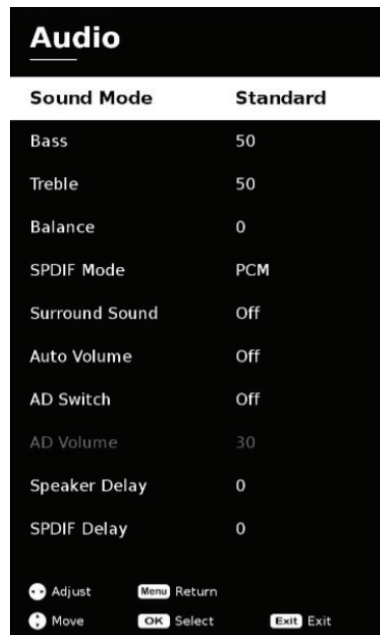 Audio
Sound Mode Standard
Bass 50
Treble 50
Balance 0
SPDIF Mode PCM
Surround Sound Off
Auto Volume Off
AD Switch Off
AD Volume 30
Speaker Delay 0
SPDIF Delay 0
Adjust Menu Return
Move OK Select Exit Exit